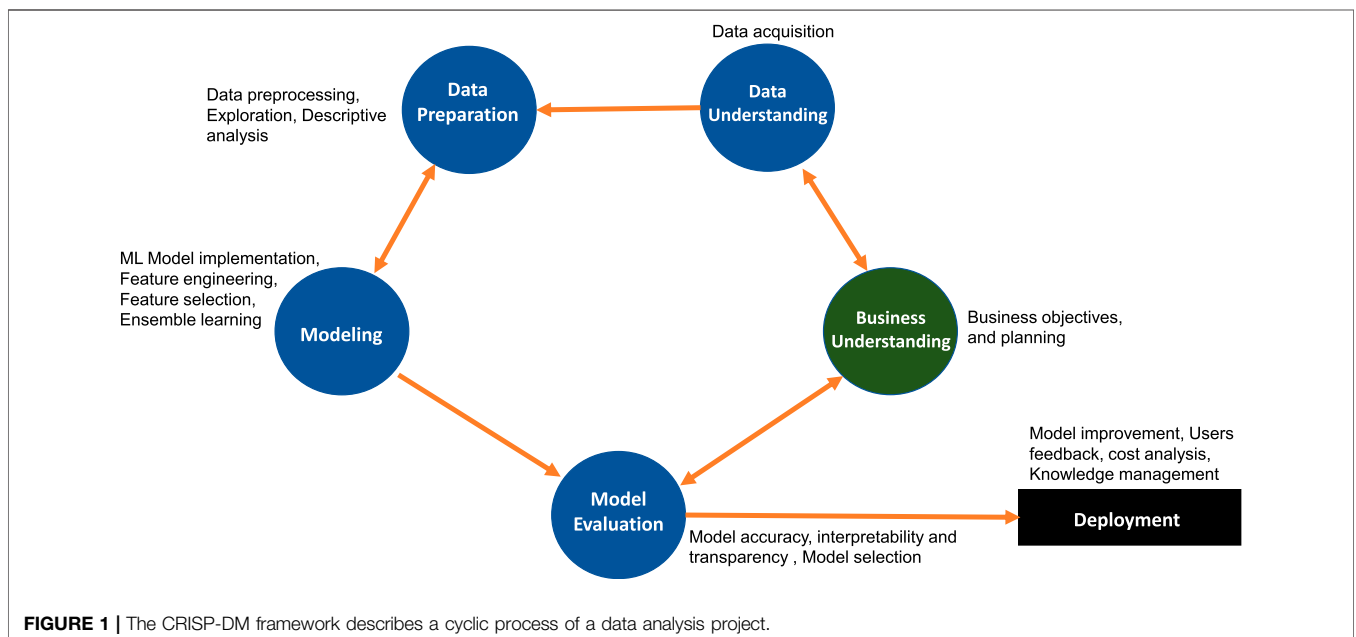 Data acquisition
Data
Understanding
Data
Preparation
Data preprocessing,
Exploration, Descriptive
analysis
ML Model implementation,
Feature engineering,
Feature selection,
Ensemble learning
Modeling
Business
Understanding
Business objectives,
and planning
Model improvement, Users
feedback, cost analysis,
Knowledge management
Deployment
Model
Evaluation
Model accuracy, interpretability and
transparency , Model selection
FIGURE 1 | The CRISP-DM framework describes a cyclic process of a data analysis project.